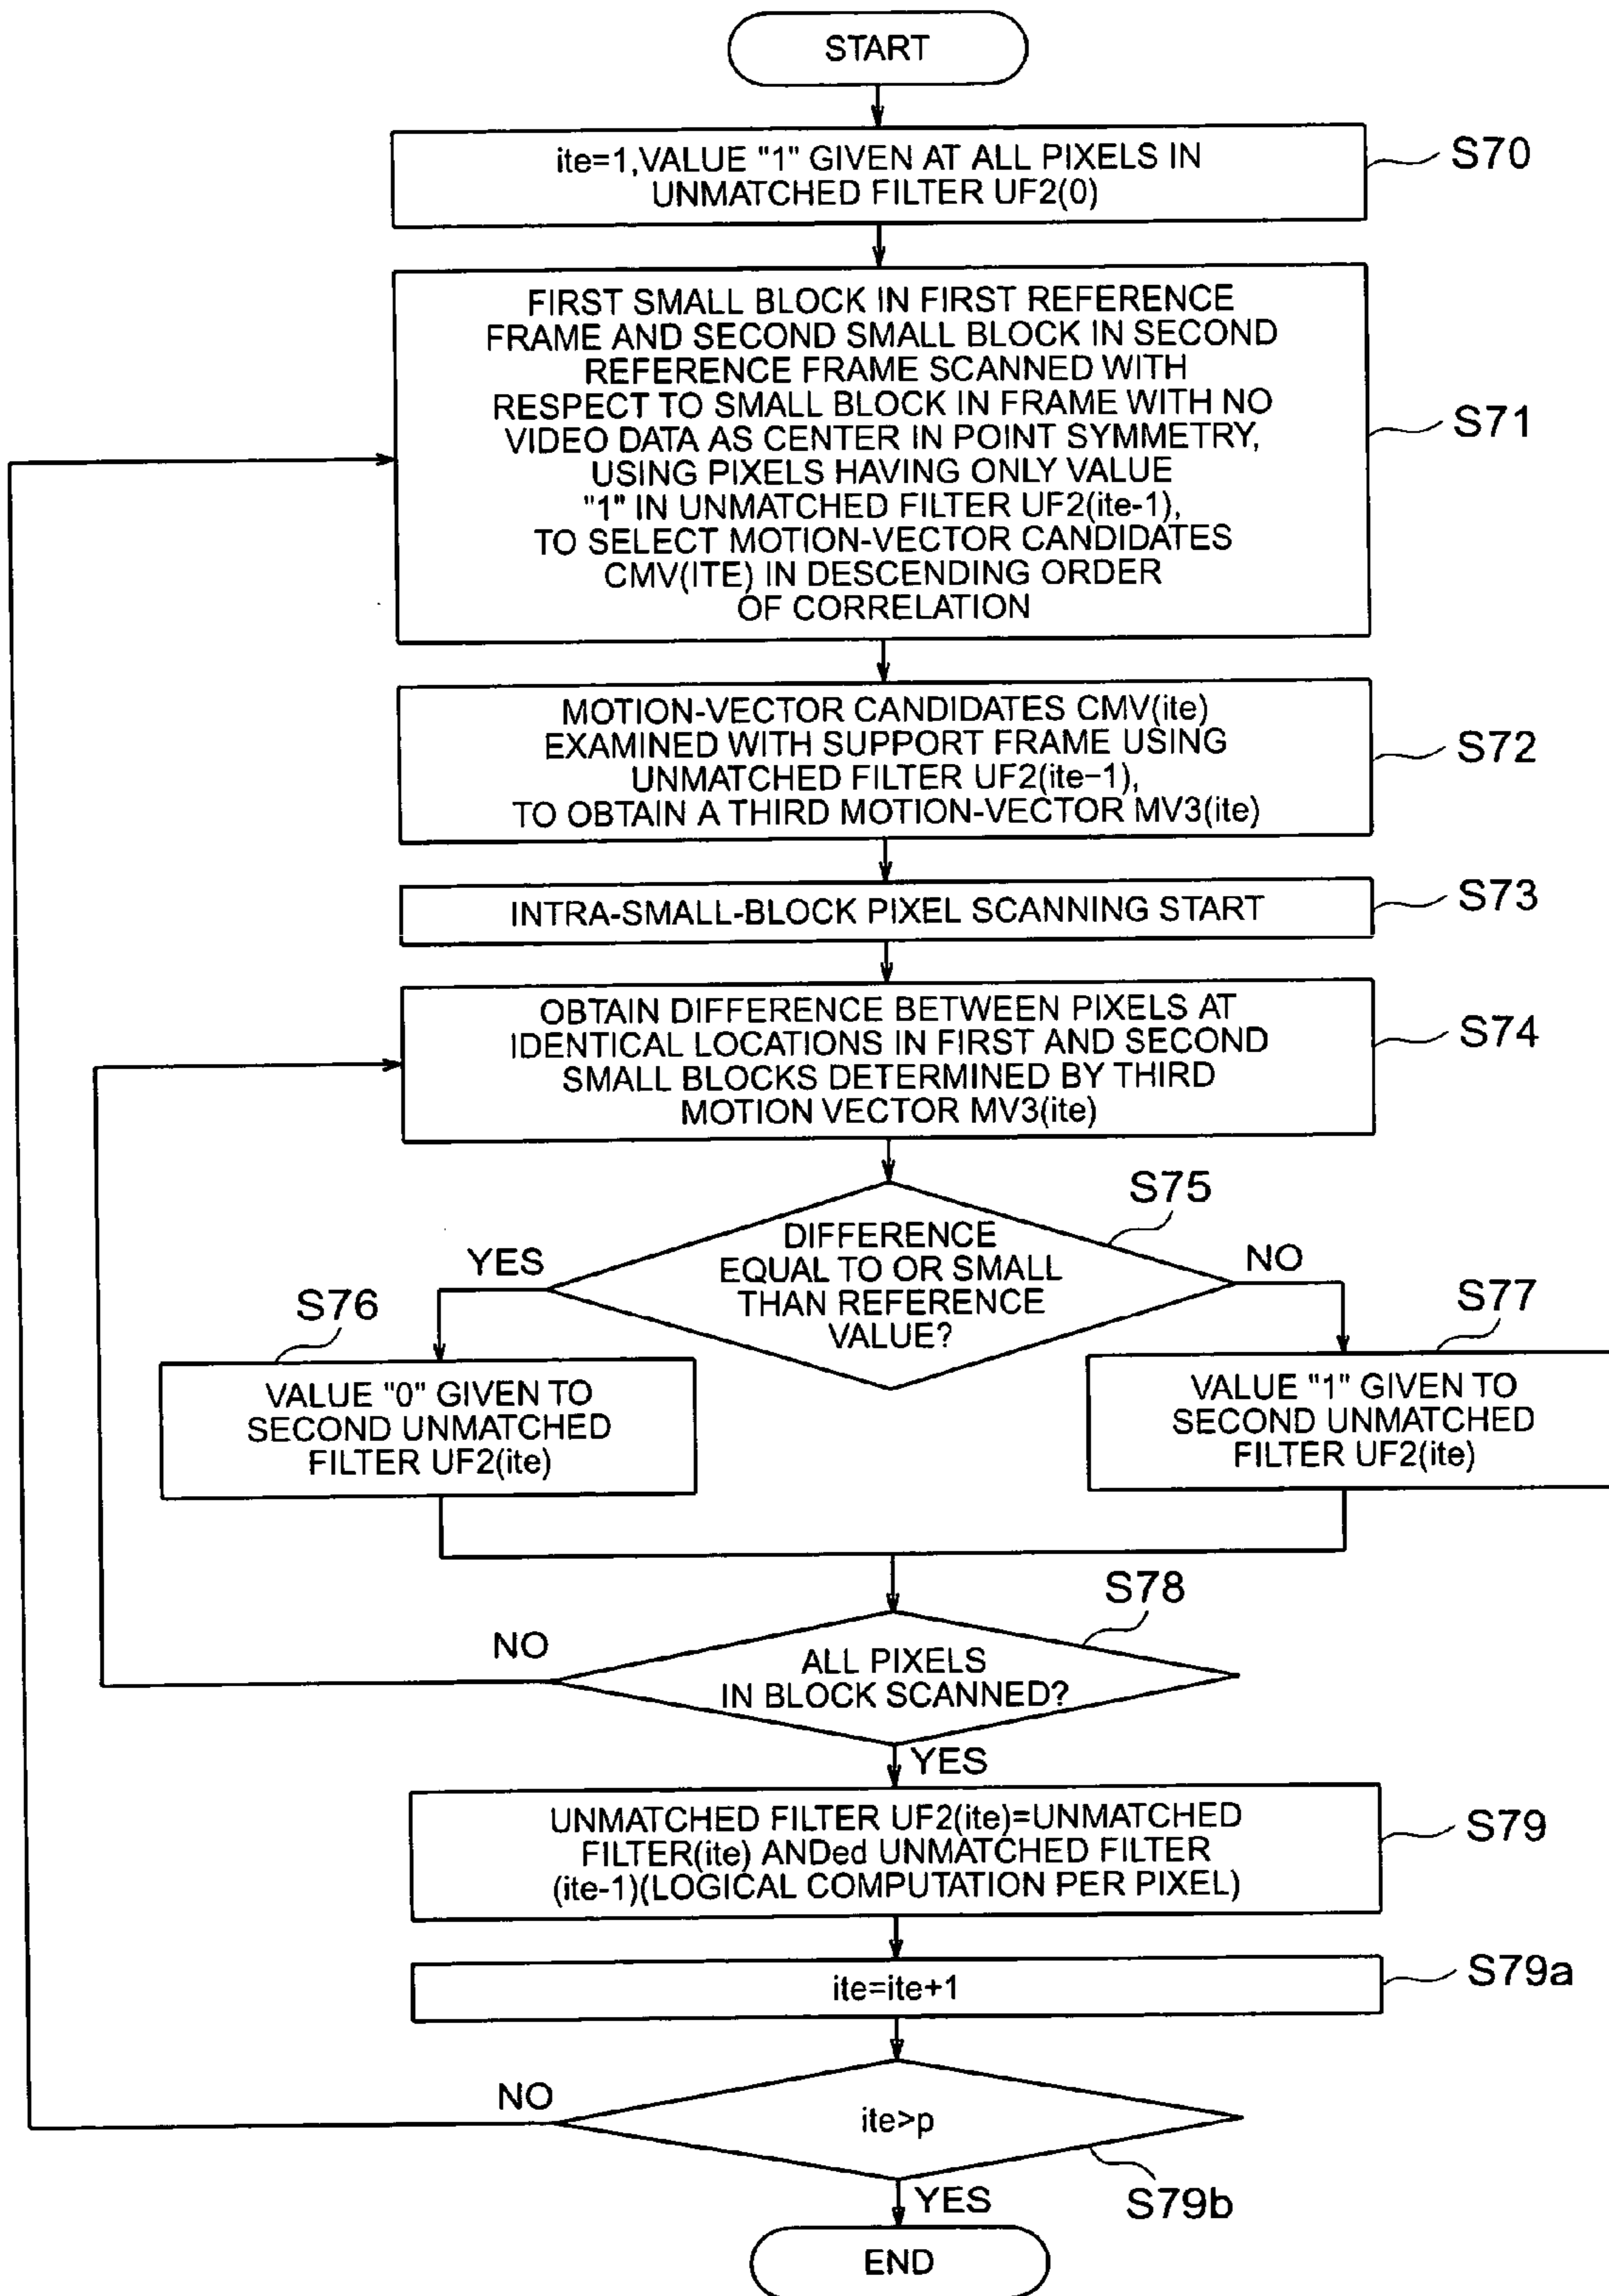 START
ite=1,VALUE "1" GIVEN AT ALL PIXELS IN
UNMATCHED FILTER UF2(0)
S70
FIRST SMALL BLOCK IN FIRST REFERENCE
FRAME AND SECOND SMALL BLOCK IN SECOND
REFERENCE FRAME SCANNED WITH
RESPECT TO SMALL BLOCK IN FRAME WITH NO
VIDEO DATA AS CENTER IN POINT SYMMETRY,
USING PIXELS HAVING ONLY VALUE
"1" IN UNMATCHED FILTER UF2(ite-1),
TO SELECT MOTION-VECTOR CANDIDATES
CMV(ITE) IN DESCENDING ORDER
OF CORRELATION
S71
MOTION-VECTOR CANDIDATES CMV(ite)
EXAMINED WITH SUPPORT FRAME USING
UNMATCHED FILTER UF2(ite-1),
TO OBTAIN A THIRD MOTION-VECTOR MV3(ite)
S72
INTRA-SMALL-BLOCK PIXEL SCANNING START
S73
OBTAIN DIFFERENCE BETWEEN PIXELS AT
IDENTICAL LOCATIONS IN FIRST AND SECOND
SMALL BLOCKS DETERMINED BY THIRD
MOTION VECTOR MV3(ite)
S74
S75
DIFFERENCE
EQUAL TO OR SMALL
THAN REFERENCE
VALUE?
YES
NO
S76
S77
VALUE "0" GIVEN TO
SECOND UNMATCHED
FILTER UF2(ite)
VALUE "1" GIVEN TO
SECOND UNMATCHED
FILTER UF2(ite)
S78
NO
ALL PIXELS
IN BLOCK SCANNED?
YES
UNMATCHED FILTER UF2(ite)=UNMATCHED
FILTER(ite) ANDed UNMATCHED FILTER
(ite-1)(LOGICAL COMPUTATION PER PIXEL)
S79
ite=ite+1
S79a
NO
ite>p
S79b
YES
END